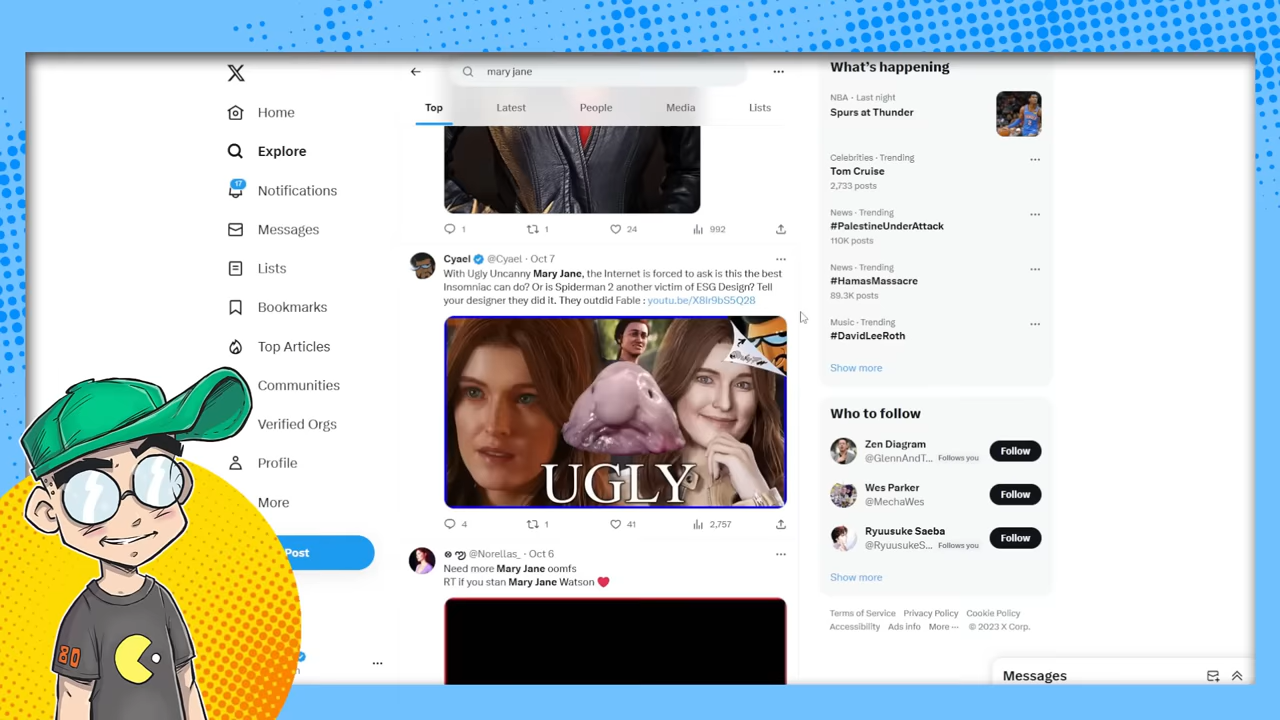 mary jane
Top
Latest
People
Media
Lists
Home
Explore
17
Notifications
Messages
Lists
Bookmarks
Top Articles
Communities
Verified Orgs
Profile
More
Post
80
1
1
24
992
Cyael @Cyael · Oct 7
With Ugly Uncanny Mary Jane, the Internet is forced to ask is this the best
Insomniac can do? Or is Spiderman 2 another victim of ESG Design? Tell
your designer they did it. They outdid Fable : youtu.be/X8Ir9bS5Q28
UGLY
4
1
41
2,757
@Norellas_ · Oct 6
Need more Mary Jane oomfs
RT if you stan Mary Jane Watson ❤️
What's happening
NBA · Last night
Spurs at Thunder
Celebrities · Trending
Tom Cruise
2,733 posts
News · Trending
#PalestineUnderAttack
110K posts
News · Trending
#HamasMassacre
89.3K posts
Music · Trending
#DavidLeeRoth
Show more
Who to follow
Zen Diagram
@GlennAndT... Follows you
Follow
Wes Parker
@MechaWes
Follow
Ryuusuke Saeba
@RyuusukeS... Follows you
Follow
Show more
Terms of Service Privacy Policy Cookie Policy
Accessibility Ads info More ··· © 2023 X Corp.
Messages